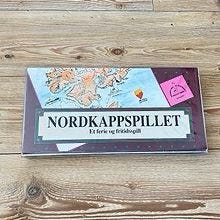 NORDKAPPSPILLET
Et ferie og fritidsspill